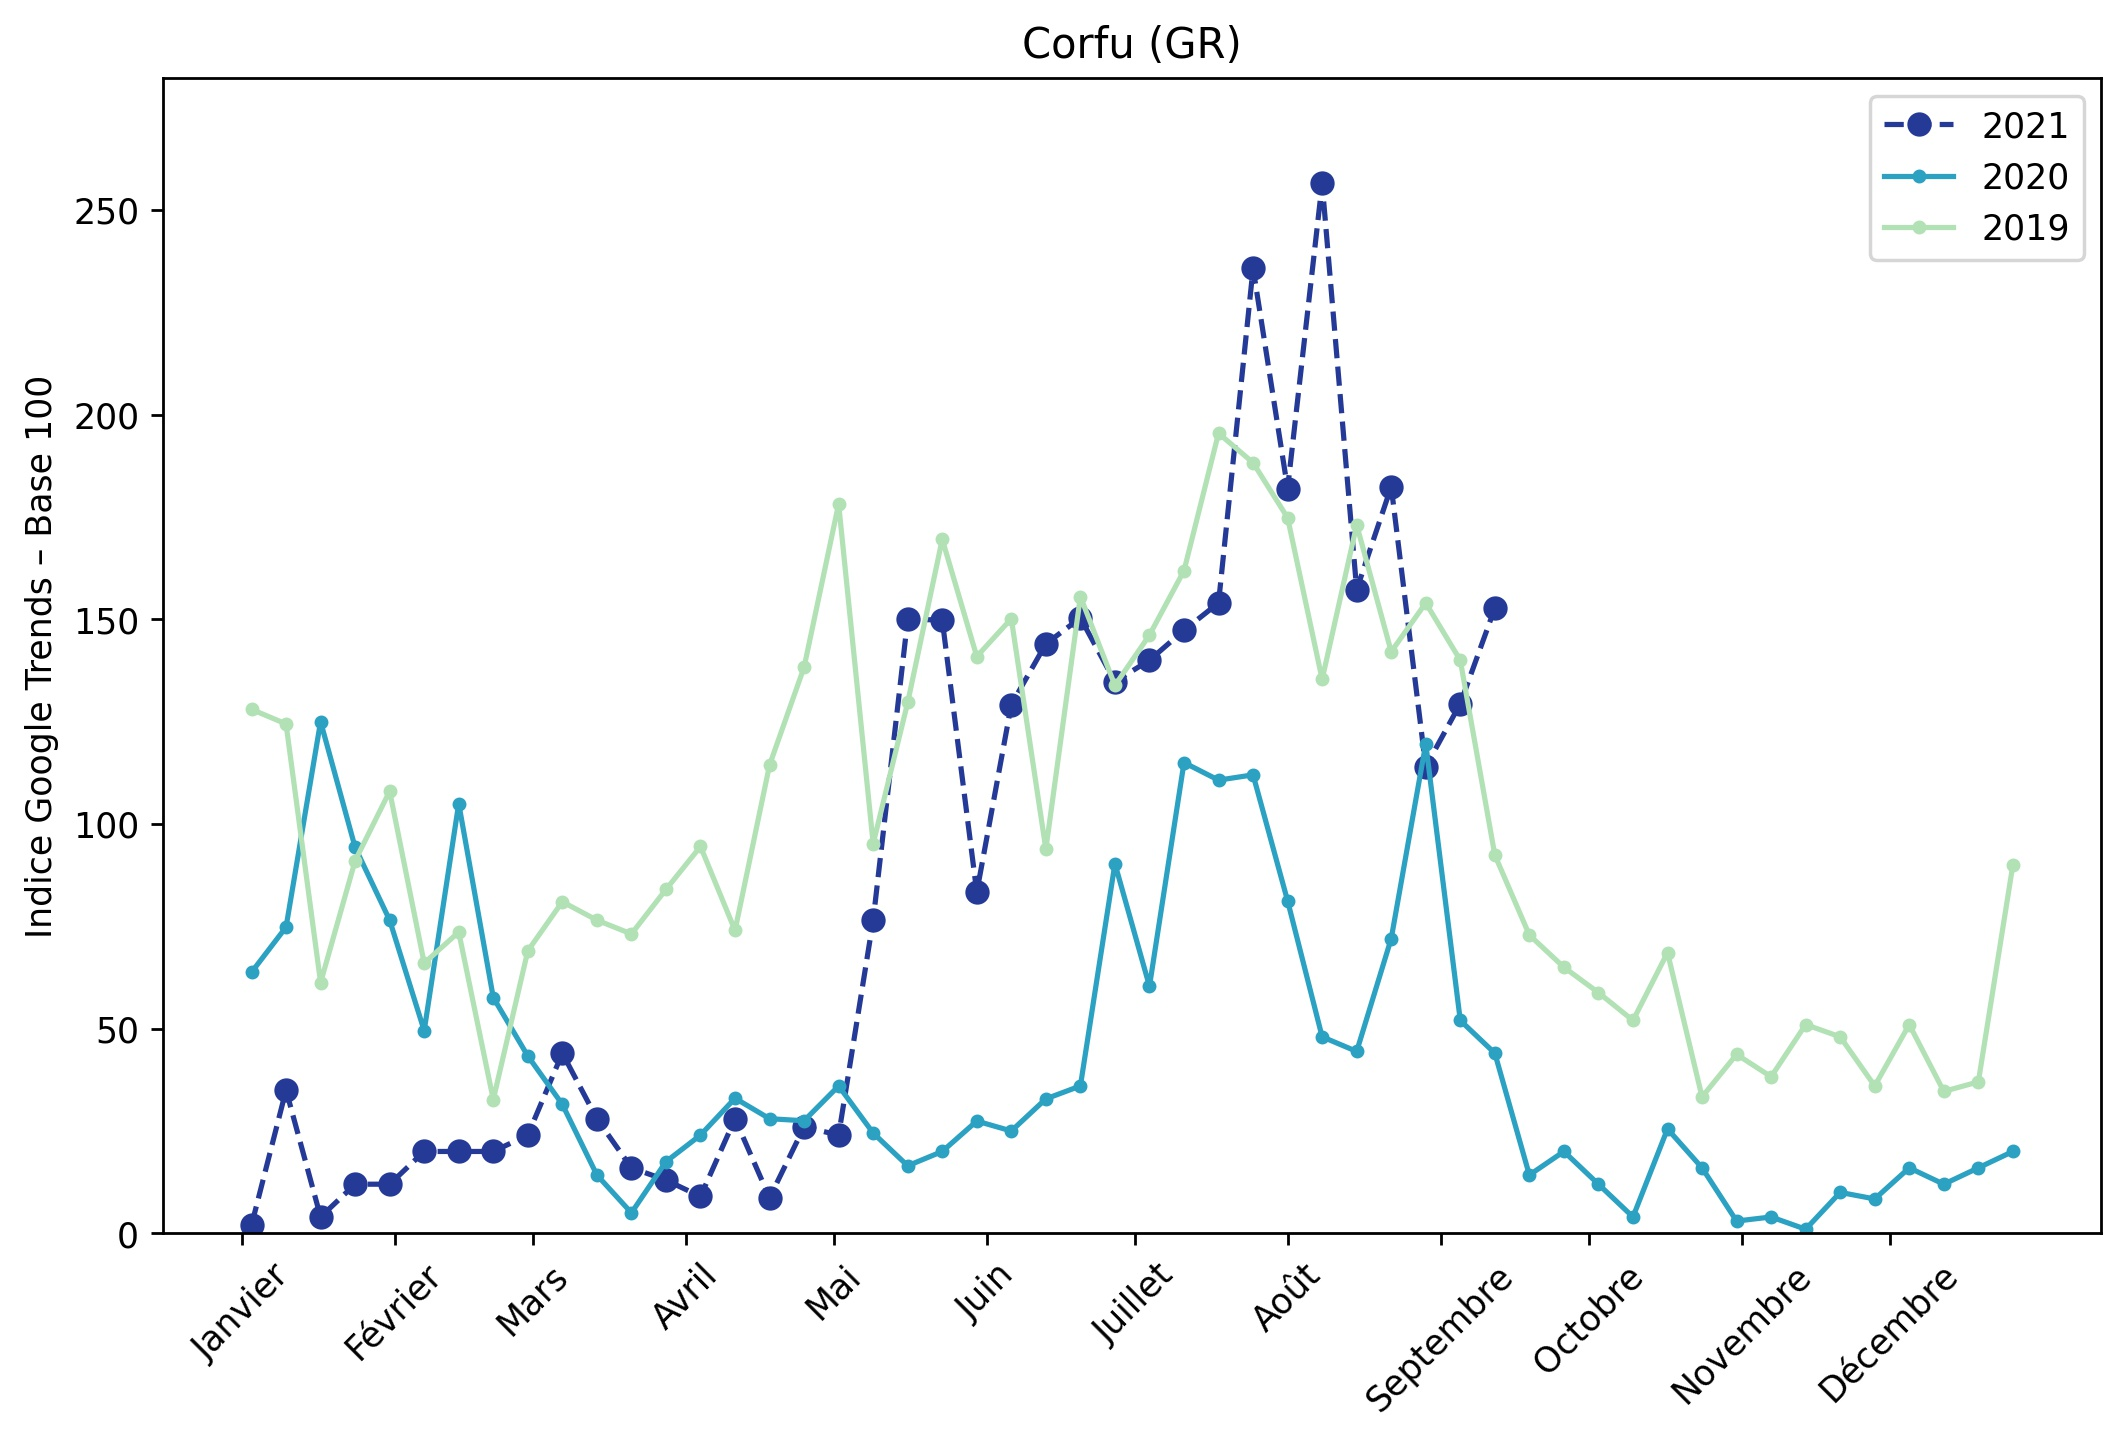 Corfu (GR)
2021
2020
2019
Indice Google Trends – Base 100
250
200
150
100
50
0
Janvier
Février
Mars
Avril
Mai
Juin
Juillet
Août
Septembre
Octobre
Novembre
Décembre